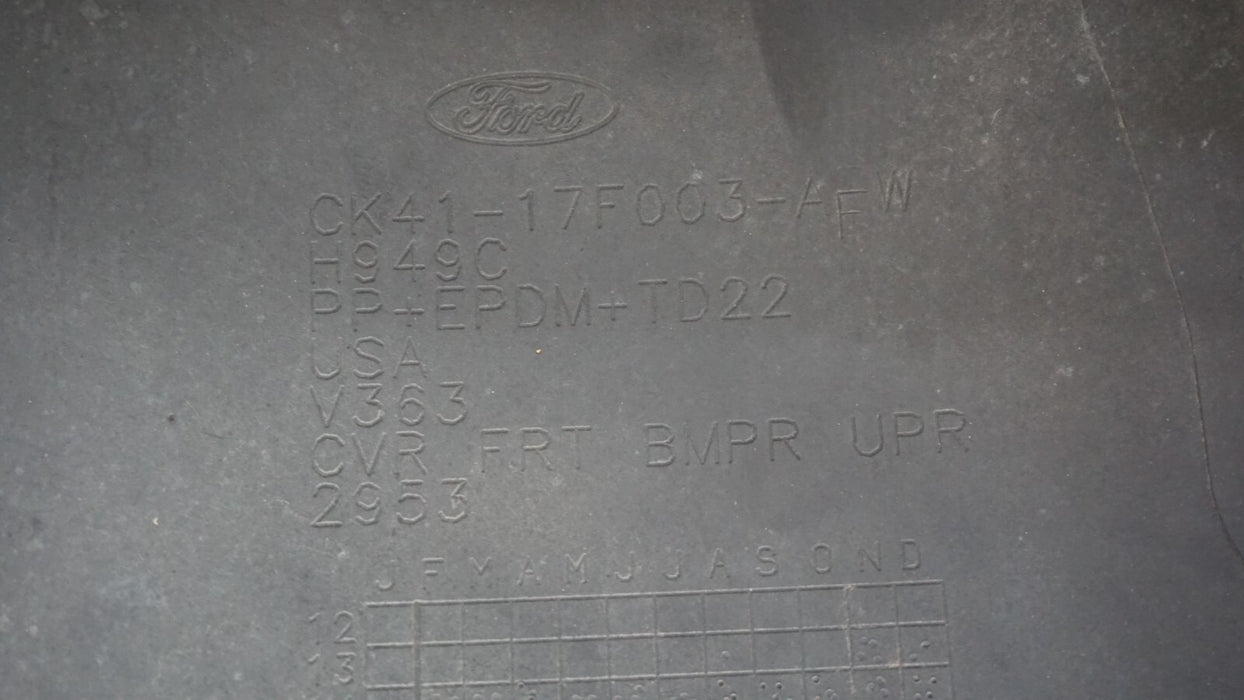 Ford
CK41-17F003-AFW
H949C
PP+EPDM+TD22
USA
V363
CVR FRT BMPR UPR
2953
J F M A M J J A S O N D
12
13